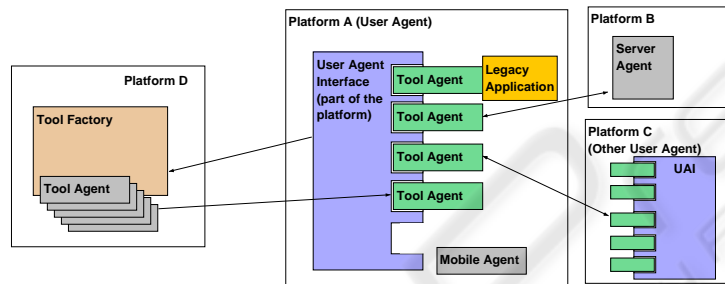 Platform D
Tool Factory
Tool Agent
Platform A (User Agent)
User Agent
Interface
(part of the
platform)
Tool Agent
Legacy
Application
Tool Agent
Tool Agent
Tool Agent
Mobile Agent
Platform B
Server
Agent
Platform C
(Other User Agent)
UAI